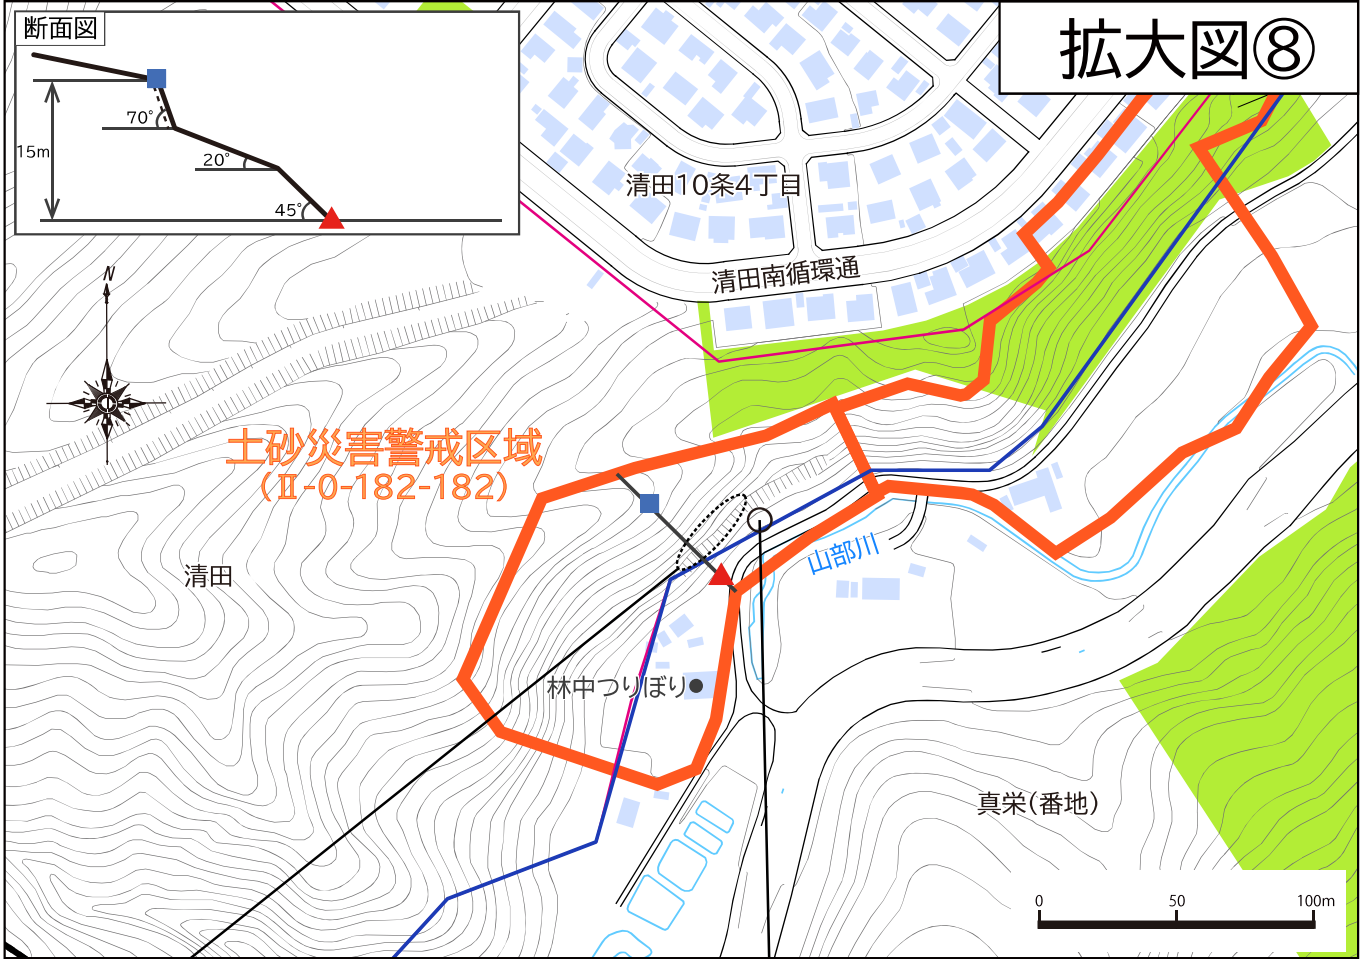 断面図
拡大図⑧
70°
15m
20°
45°
清田10条4丁目
清田南循環通
N
土砂災害警戒区域
(Ⅱ-0-182-182)
山部川
清田
林中つりぼり
真栄(番地)
0 50 100m